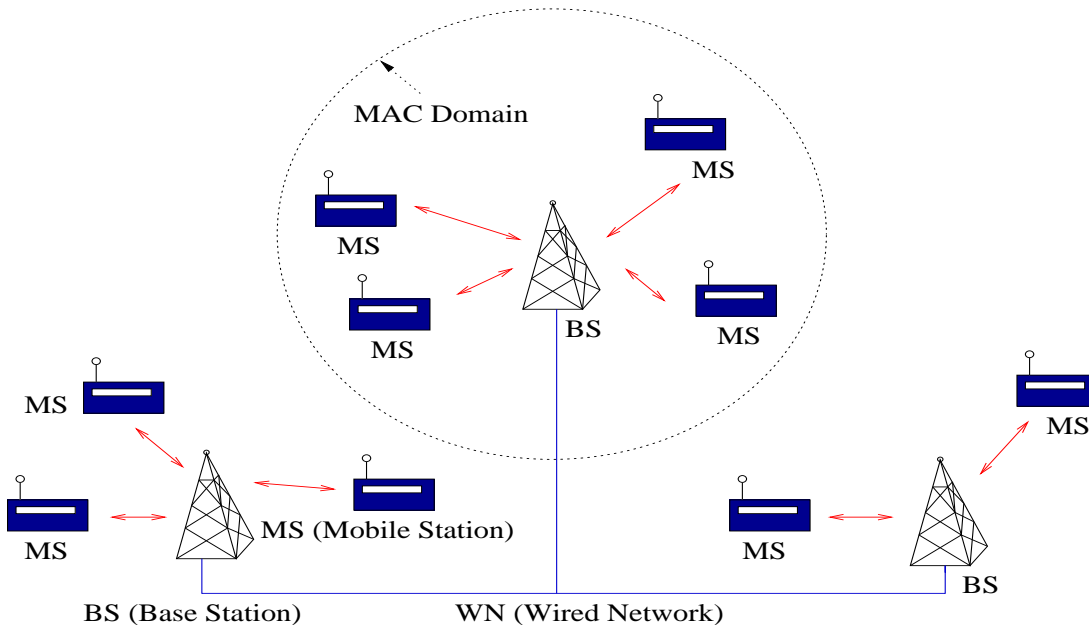 MAC Domain
MS
MS
MS
MS
BS
MS
MS
MS
MS (Mobile Station)
MS
MS
BS
BS (Base Station)
WN (Wired Network)